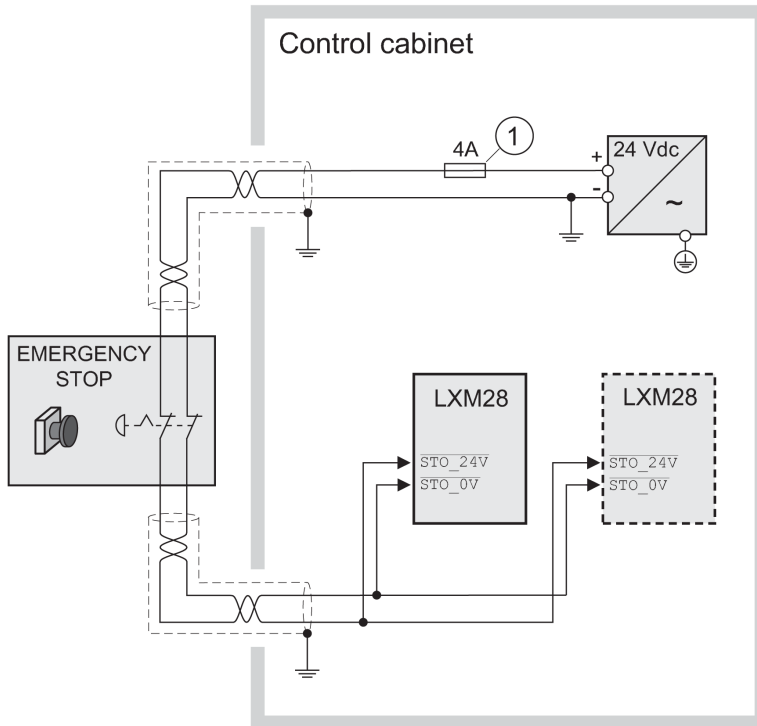 Control cabinet
4A
1
+
24 Vdc
-
~
EMERGENCY
STOP
LXM28
STO_24V
STO_0V
LXM28
STO_24V
STO_0V